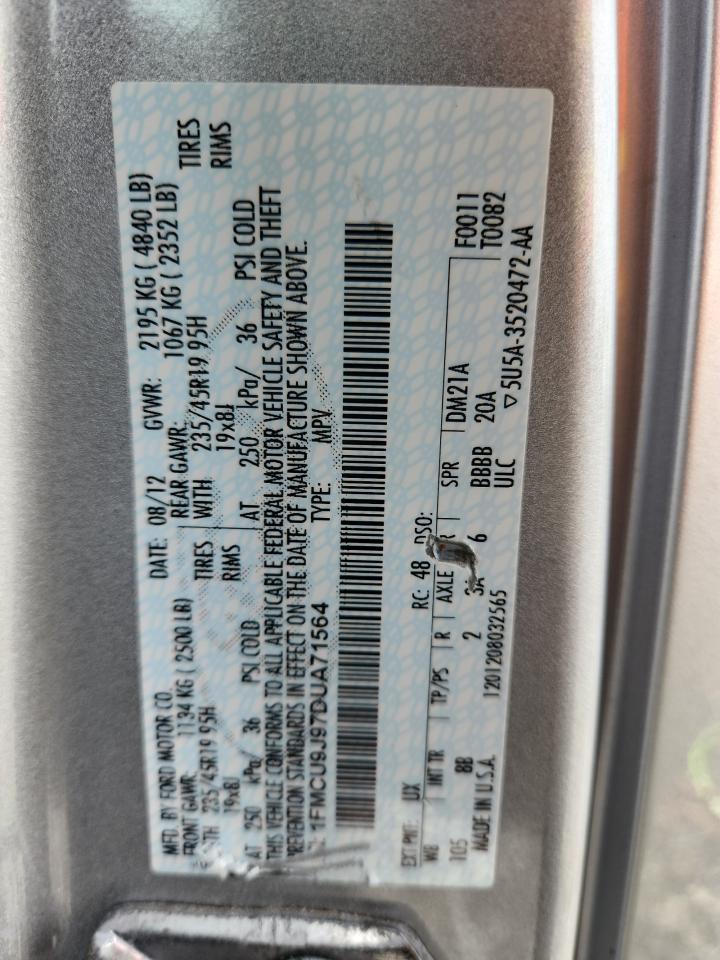 MFD. BY FORD MOTOR CO.
DATE: 08/12 GVWR: 2195 KG ( 4840 LB)
FRONT GAWR: 1134 KG ( 2500 LB) REAR GAWR: 1067 KG ( 2352 LB)
235/45R19 95H TIRES WITH 235/45R19 95H TIRES
19x8J RIMS 19x8J RIMS
AT 250 kPa/ 36 PSI COLD AT 250 kPa/ 36 PSI COLD
THIS VEHICLE CONFORMS TO ALL APPLICABLE FEDERAL MOTOR VEHICLE SAFETY AND THEFT
PREVENTION STANDARDS IN EFFECT ON THE DATE OF MANUFACTURE SHOWN ABOVE.
1FMCU9J97DUA71564 TYPE: MPV
EXT PNT: UX RC: 48 DSO: F0011
WB INT TR TP/PS R AXLE SPR DM21A T0082
105 8B 2 6 BBBB 20A
MADE IN U.S.A. 1201208032565 ULC ▽5U5A-3520472-AA